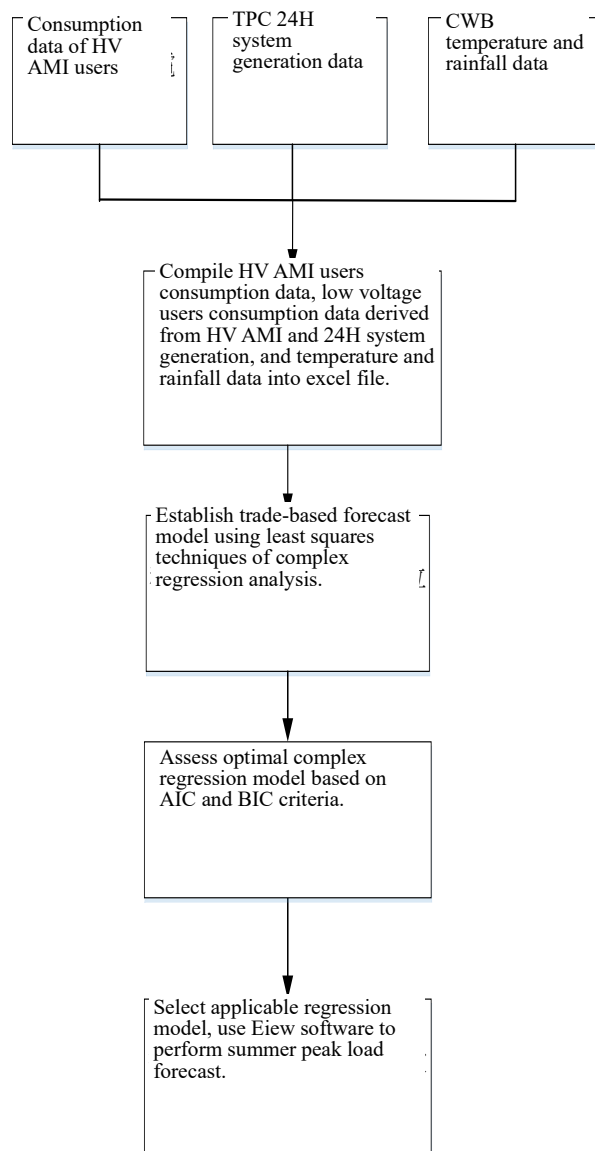 Consumption
data of HV
AMI users
TPC 24H
system
generation data
CWB
temperature and
rainfall data
Compile HV AMI users
consumption data, low voltage
users consumption data derived
from HV AMI and 24H system
generation, and temperature and
rainfall data into excel file.
Establish trade-based forecast
model using least squares
techniques of complex
regression analysis.
Assess optimal complex
regression model based on
AIC and BIC criteria.
Select applicable regression
model, use Eiew software to
perform summer peak load
forecast.